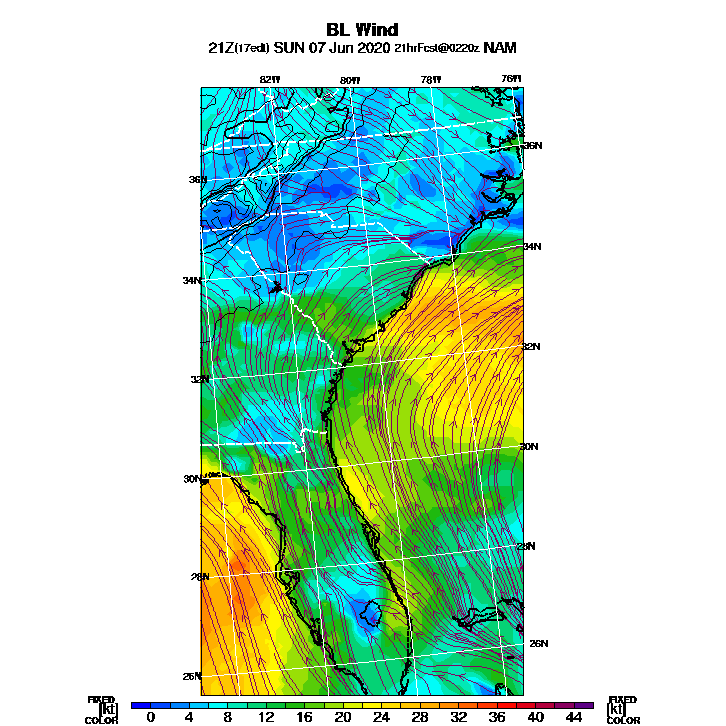 BL Wind
21Z(17edt) SUN 07 Jun 2020 21hrFcst@0220z NAM
82W 80W 78W 76W
36N
36N
34N
34N
32N
32N
30N
30N
28N
28N
26N
26N
FIXED FIXED
[kt] 0 4 8 12 16 20 24 28 32 36 40 44 [kt]
COLOR COLOR